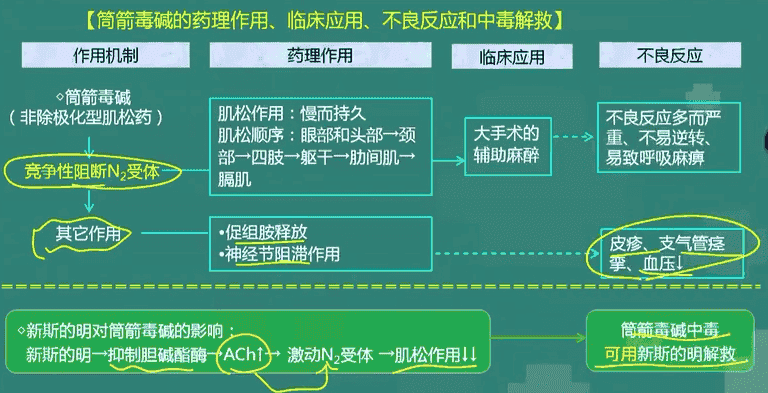 【筒箭毒碱的药理作用、临床应用、不良反应和中毒解救】
作用机制
药理作用
临床应用
不良反应
◇筒箭毒碱
（非除极化型肌松药）
竞争性阻断N₂受体
其它作用
肌松作用：慢而持久
肌松顺序：眼部和头部→颈
部→四肢→躯干→肋间肌→
膈肌
•促组胺释放
•神经节阻滞作用
大手术的
辅助麻醉
不良反应多而严
重、不易逆转、
易致呼吸麻痹
皮疹、支气管痉
挛、血压↓
◇新斯的明对筒箭毒碱的影响：
新斯的明→抑制胆碱酯酶→ACh↑→ 激动N₂受体 →肌松作用↓↓
筒箭毒碱中毒
可用新斯的明解救